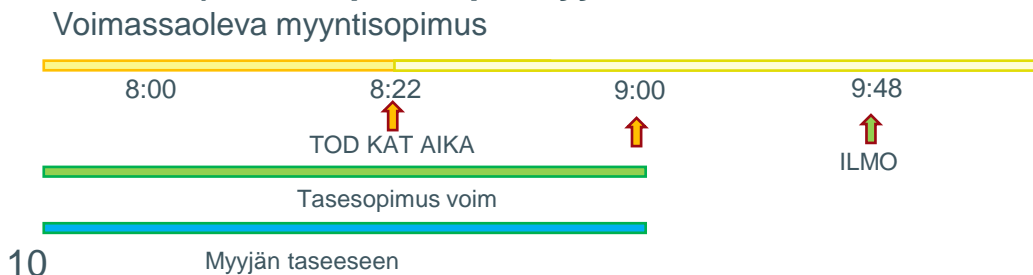 Voimassaoleva myyntisopimus
8:00 8:22 9:00 9:48
TOD KAT AIKA
ILMO
Tasesopimus voim
10 Myyjän taseeseen